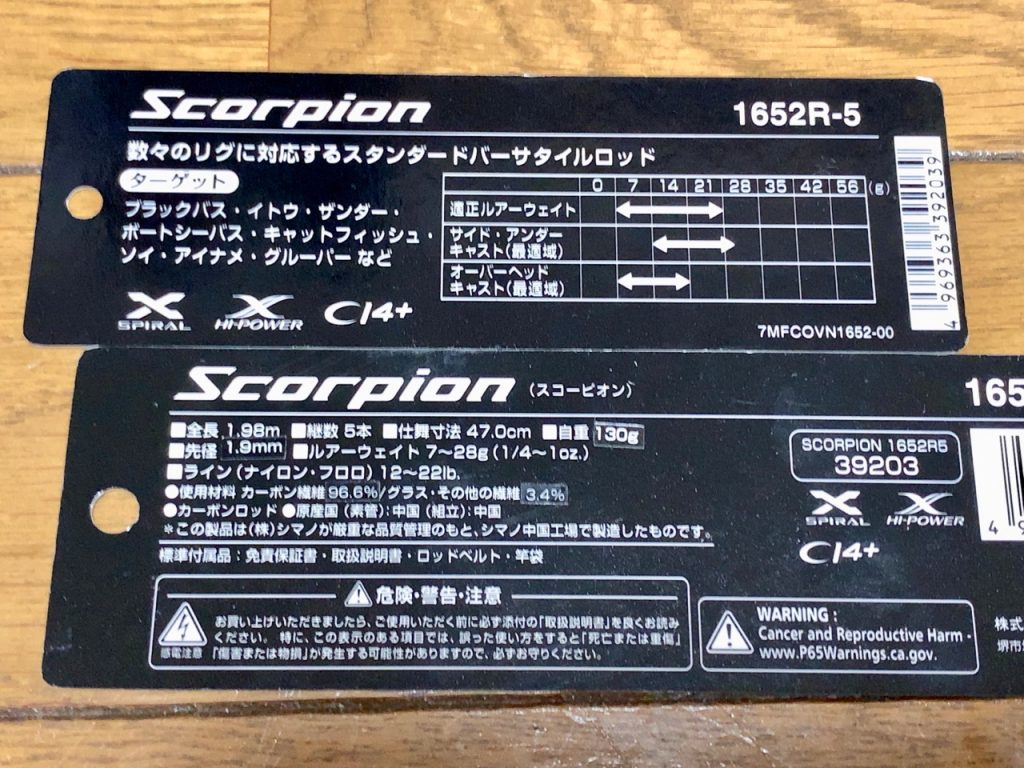 Scorpion 1652R-5
数々のリグに対応するスタンダードバーサタイルロッド
ターゲット
ブラックバス・イトウ・ザンダー・
ボートシーバス・キャットフィッシュ・
ソイ・アイナメ・グルーパー など
0 7 14 21 28 35 42 56 (g)
適正ルアーウェイト
サイド・アンダー
キャスト(最適域)
オーバーヘッド
キャスト(最適域)
X SPIRAL X HI-POWER CI4+
7MFCOVN1652-00
4 969363 392039
Scorpion (スコーピオン) 165
■全長 1.98m ■継数 5本 ■仕舞寸法 47.0cm ■自重 130g
■先径 1.9mm ■ルアーウェイト 7～28g (1/4～1oz.)
■ライン (ナイロン・フロロ) 12～22lb.
●使用材料 カーボン繊維 96.6%/グラス・その他の繊維 3.4%
●カーボンロッド ●原産国 (素管):中国 (組立):中国
※この製品は(株)シマノが厳重な品質管理のもと、シマノ中国工場で製造したものです。
標準付属品:免責保証書・取扱説明書・ロッドベルト・竿袋
SCORPION 1652R5
39203
X SPIRAL X HI-POWER
CI4+
4 9
危険・警告・注意
感電注意
お買い上げいただきましたら、ご使用いただく前に必ず添付の「取扱説明書」を良くお読み
ください。 特に、この表示のある項目では、誤った使い方をすると「死亡または重傷」
「傷害または物損」が発生する可能性がありますので、必ずお守りください。
WARNING :
Cancer and Reproductive Harm -
www.P65Warnings.ca.gov.
株式
堺市